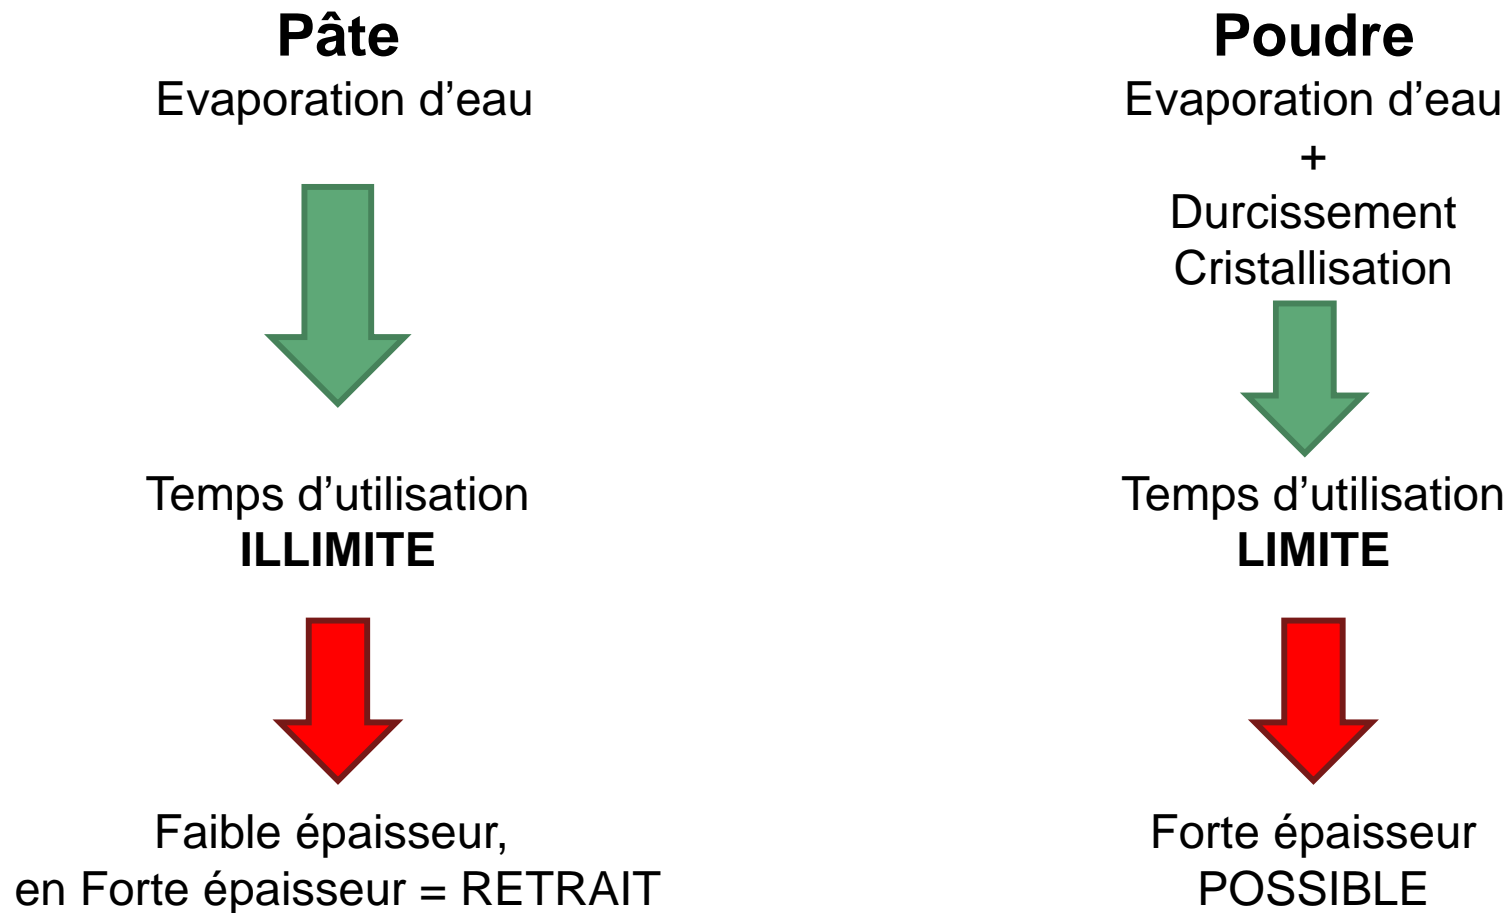 Pâte
Evaporation d’eau
Temps d’utilisation
ILLIMITE
Faible épaisseur,
en Forte épaisseur = RETRAIT
Poudre
Evaporation d’eau
+
Durcissement
Cristallisation
Temps d’utilisation
LIMITE
Forte épaisseur
POSSIBLE